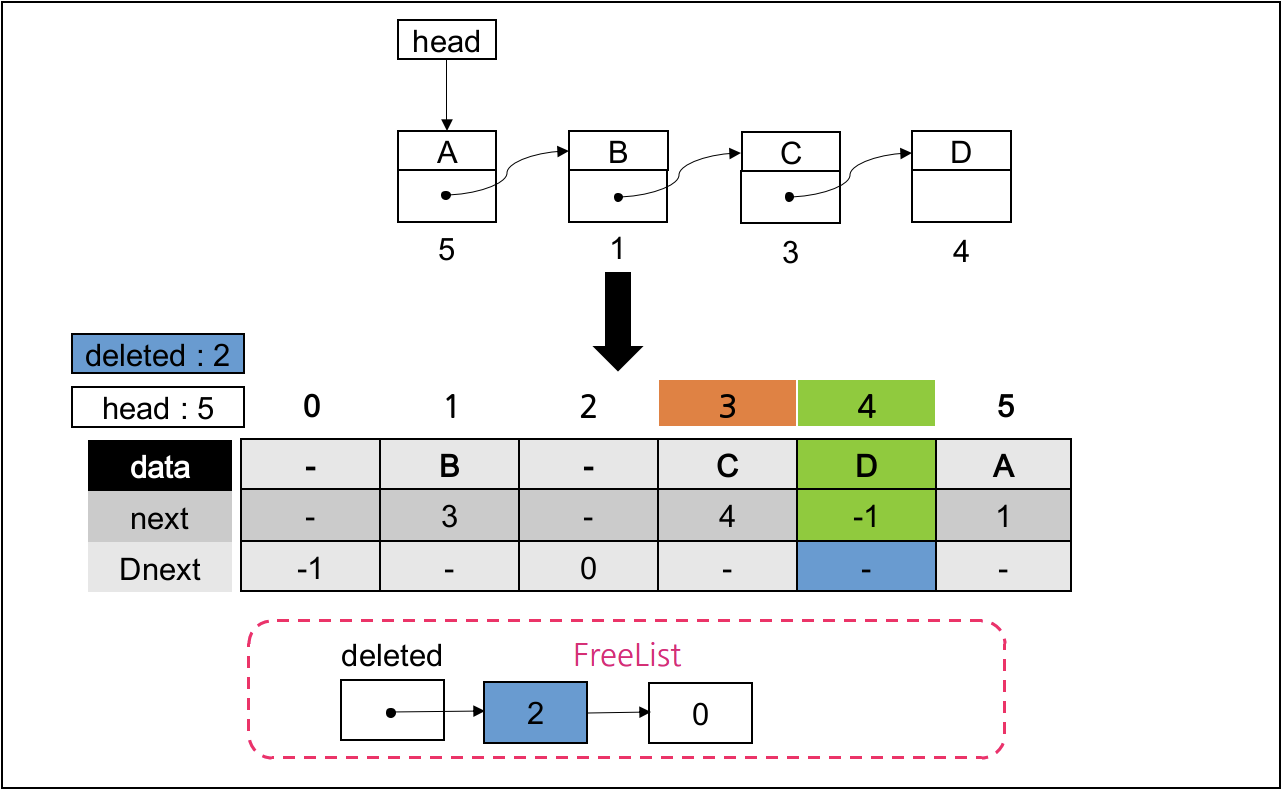 head
A B C D
5 1 3 4
deleted : 2
head : 5 0 1 2 3 4 5
data - B - C D A
next - 3 - 4 -1 1
Dnext -1 - 0 - - -
deleted FreeList
2 0